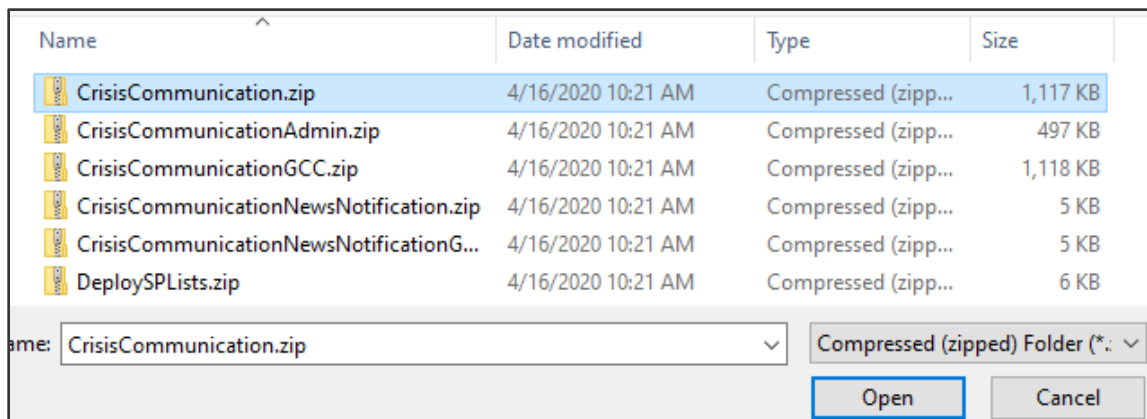 Name Date modified Type Size
CrisisCommunication.zip 4/16/2020 10:21 AM Compressed (zipp... 1,117 KB
CrisisCommunicationAdmin.zip 4/16/2020 10:21 AM Compressed (zipp... 497 KB
CrisisCommunicationGCC.zip 4/16/2020 10:21 AM Compressed (zipp... 1,118 KB
CrisisCommunicationNewsNotification.zip 4/16/2020 10:21 AM Compressed (zipp... 5 KB
CrisisCommunicationNewsNotificationG... 4/16/2020 10:21 AM Compressed (zipp... 5 KB
DeploySPLists.zip 4/16/2020 10:21 AM Compressed (zipp... 6 KB
ame: CrisisCommunication.zip Compressed (zipped) Folder (*.:
Open Cancel